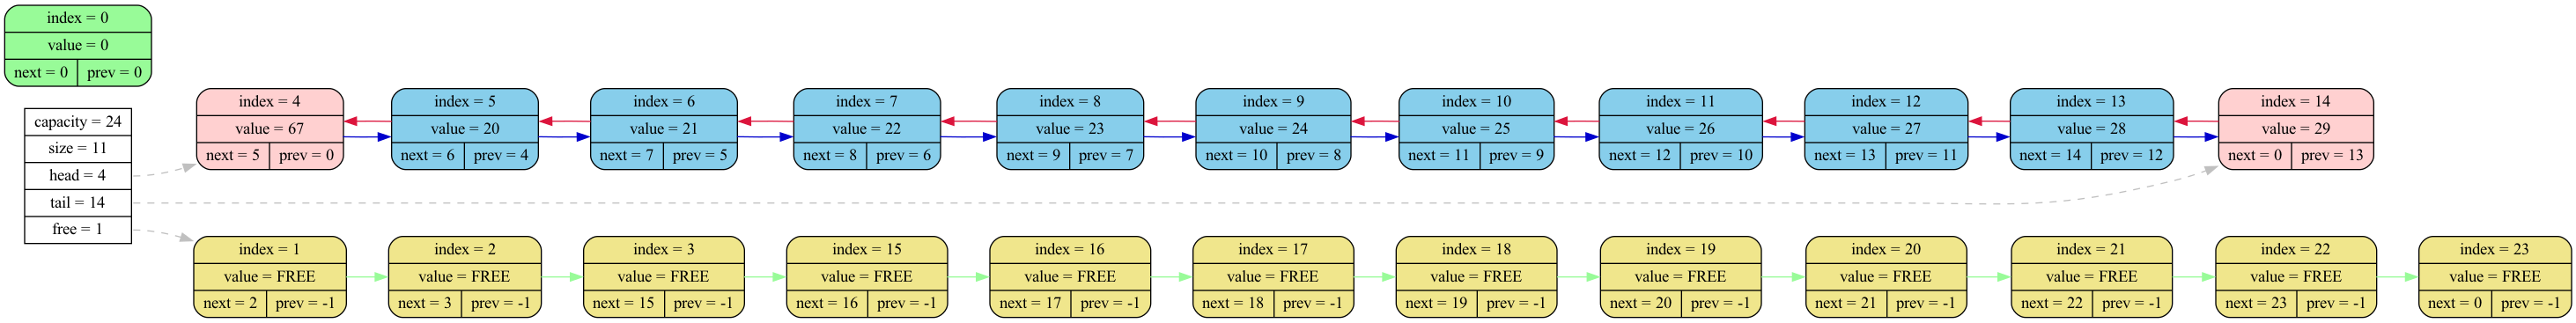 index = 0
value = 0
next = 0 prev = 0
capacity = 24
size = 11
head = 4
tail = 14
free = 1
index = 4
value = 67
next = 5 prev = 0
index = 5
value = 20
next = 6 prev = 4
index = 6
value = 21
next = 7 prev = 5
index = 7
value = 22
next = 8 prev = 6
index = 8
value = 23
next = 9 prev = 7
index = 9
value = 24
next = 10 prev = 8
index = 10
value = 25
next = 11 prev = 9
index = 11
value = 26
next = 12 prev = 10
index = 12
value = 27
next = 13 prev = 11
index = 13
value = 28
next = 14 prev = 12
index = 14
value = 29
next = 0 prev = 13
index = 1
value = FREE
next = 2 prev = -1
index = 2
value = FREE
next = 3 prev = -1
index = 3
value = FREE
next = 15 prev = -1
index = 15
value = FREE
next = 16 prev = -1
index = 16
value = FREE
next = 17 prev = -1
index = 17
value = FREE
next = 18 prev = -1
index = 18
value = FREE
next = 19 prev = -1
index = 19
value = FREE
next = 20 prev = -1
index = 20
value = FREE
next = 21 prev = -1
index = 21
value = FREE
next = 22 prev = -1
index = 22
value = FREE
next = 23 prev = -1
index = 23
value = FREE
next = 0 prev = -1